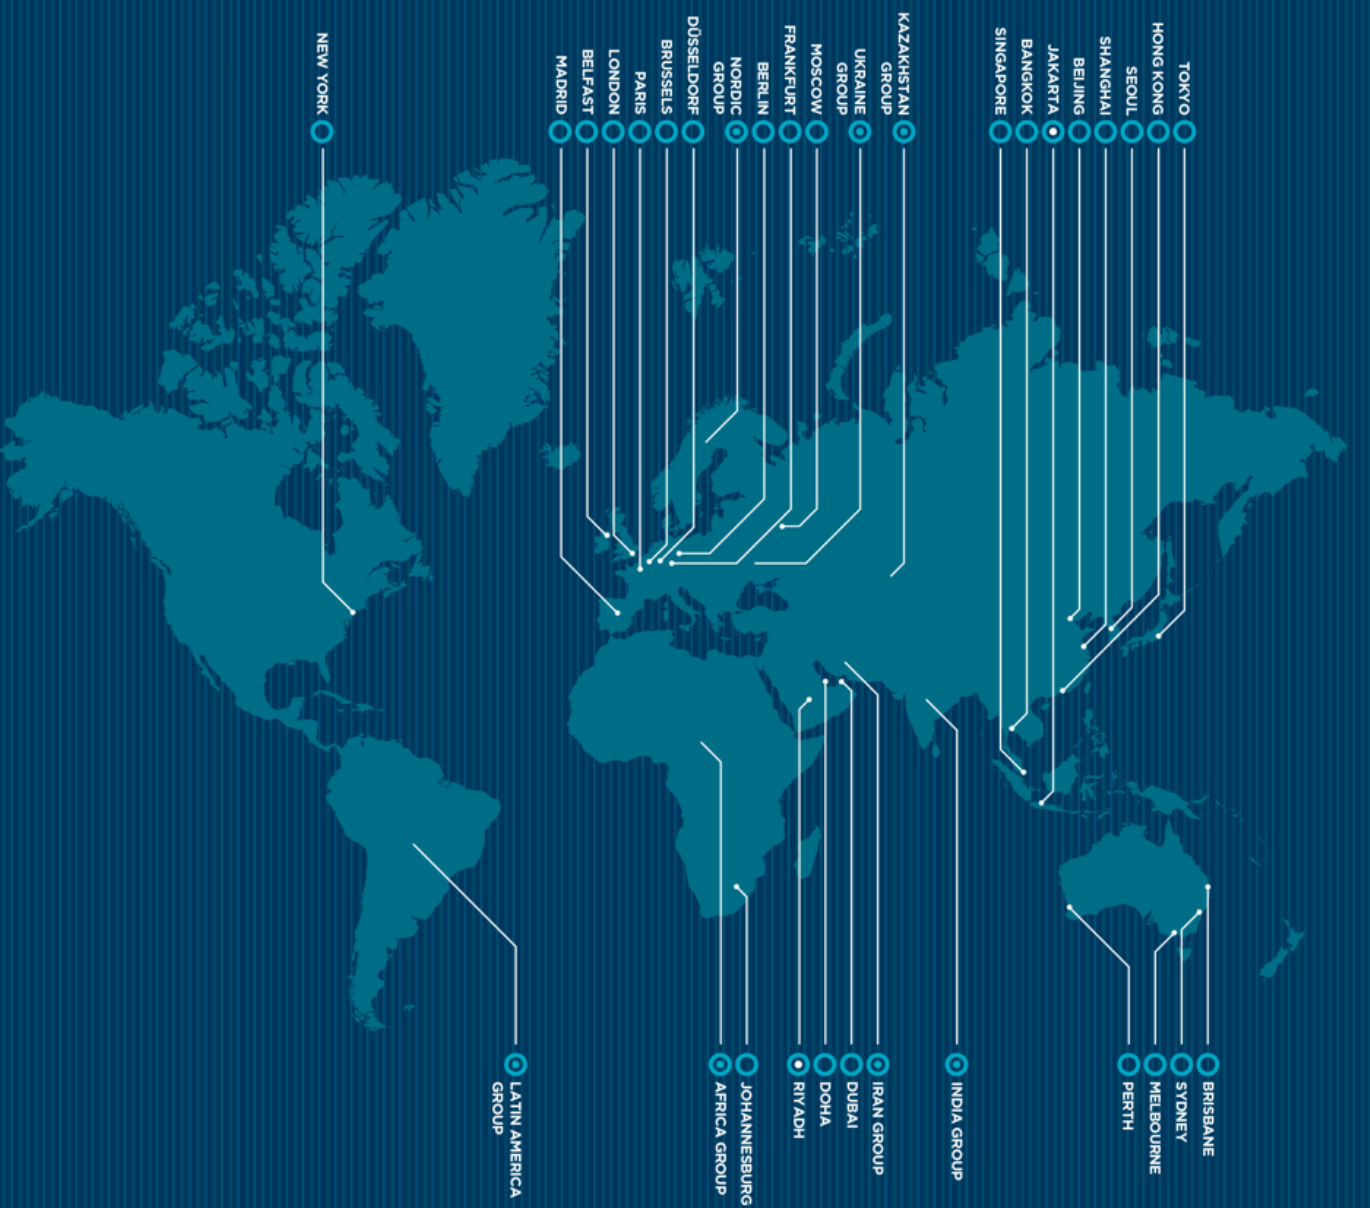 NEW YORK
MADRID
BELFAST
LONDON
PARIS
BRUSSELS
DÜSSELDORF
NORDIC
GROUP
BERLIN
FRANKFURT
MOSCOW
UKRAINE
GROUP
KAZAKHSTAN
GROUP
SINGAPORE
BANGKOK
JAKARTA
BEIJING
SHANGHAI
SEOUL
HONG KONG
TOKYO
LATIN AMERICA
GROUP
AFRICA GROUP
JOHANNESBURG
RIYADH
DOHA
DUBAI
IRAN GROUP
INDIA GROUP
PERTH
MELBOURNE
SYDNEY
BRISBANE